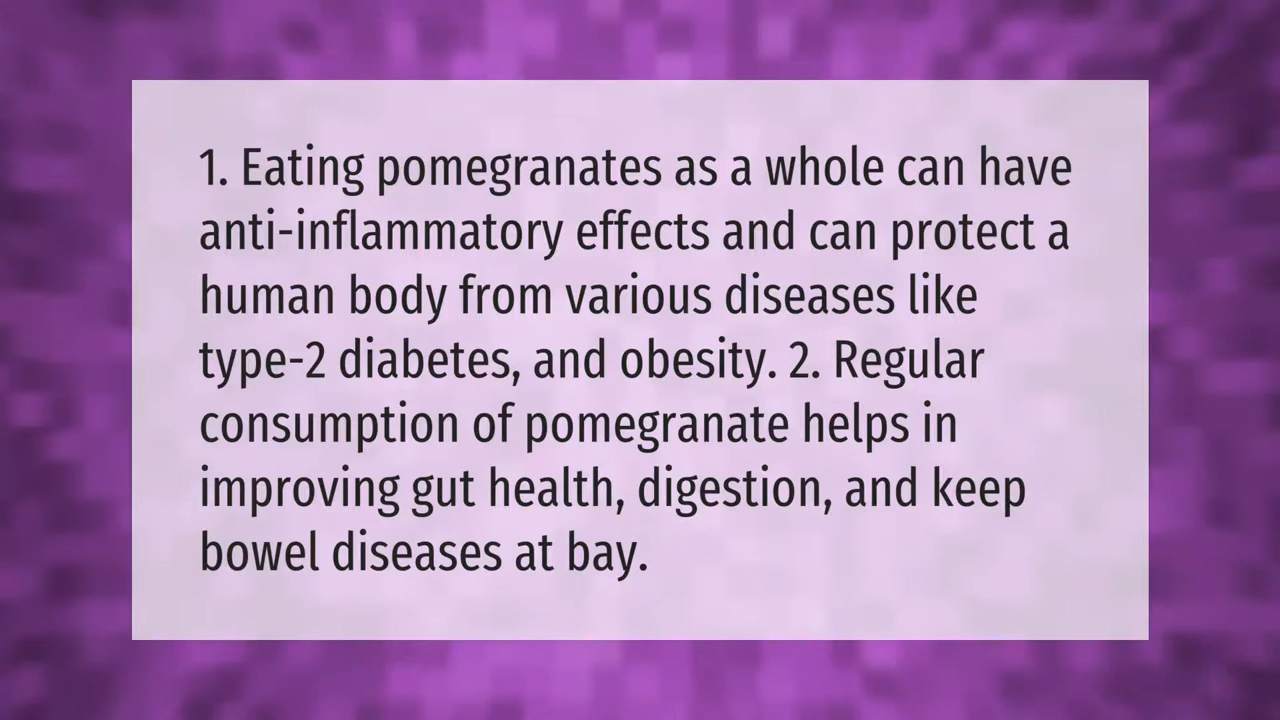 1. Eating pomegranates as a whole can have
anti-inflammatory effects and can protect a
human body from various diseases like
type-2 diabetes, and obesity. 2. Regular
consumption of pomegranate helps in
improving gut health, digestion, and keep
bowel diseases at bay.